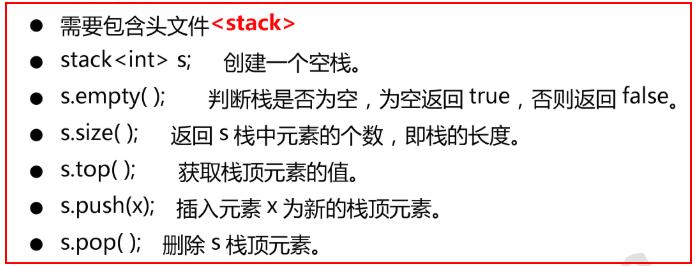 ● 需要包含头文件<stack>
● stack<int> s; 创建一个空栈。
● s.empty( ); 判断栈是否为空，为空返回 true，否则返回 false。
● s.size( ); 返回 s 栈中元素的个数，即栈的长度。
● s.top( ); 获取栈顶元素的值。
● s.push(x); 插入元素 x 为新的栈顶元素。
● s.pop( ); 删除 s 栈顶元素。